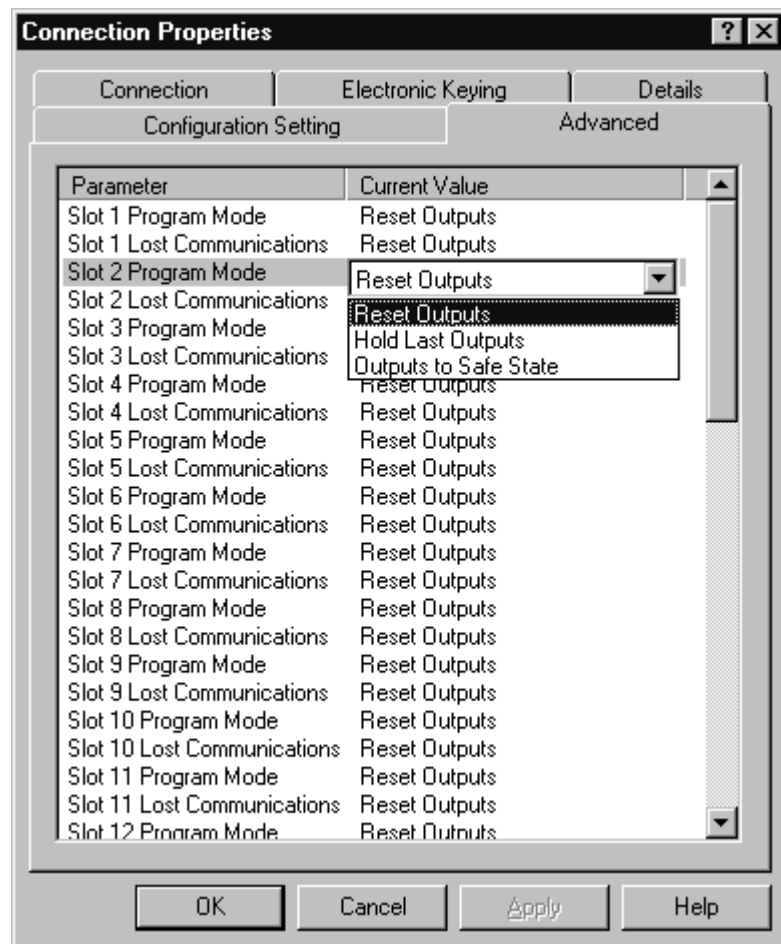 Connection Properties
Connection Electronic Keying Details
Configuration Setting Advanced
Parameter Current Value
Slot 1 Program Mode Reset Outputs
Slot 1 Lost Communications Reset Outputs
Slot 2 Program Mode Reset Outputs
Slot 2 Lost Communications Reset Outputs
Slot 3 Program Mode Hold Last Outputs
Slot 3 Lost Communications Outputs to Safe State
Slot 4 Program Mode Reset Outputs
Slot 4 Lost Communications Reset Outputs
Slot 5 Program Mode Reset Outputs
Slot 5 Lost Communications Reset Outputs
Slot 6 Program Mode Reset Outputs
Slot 6 Lost Communications Reset Outputs
Slot 7 Program Mode Reset Outputs
Slot 7 Lost Communications Reset Outputs
Slot 8 Program Mode Reset Outputs
Slot 8 Lost Communications Reset Outputs
Slot 9 Program Mode Reset Outputs
Slot 9 Lost Communications Reset Outputs
Slot 10 Program Mode Reset Outputs
Slot 10 Lost Communications Reset Outputs
Slot 11 Program Mode Reset Outputs
Slot 11 Lost Communications Reset Outputs
Slot 12 Program Mode Reset Outputs
OK Cancel Apply Help